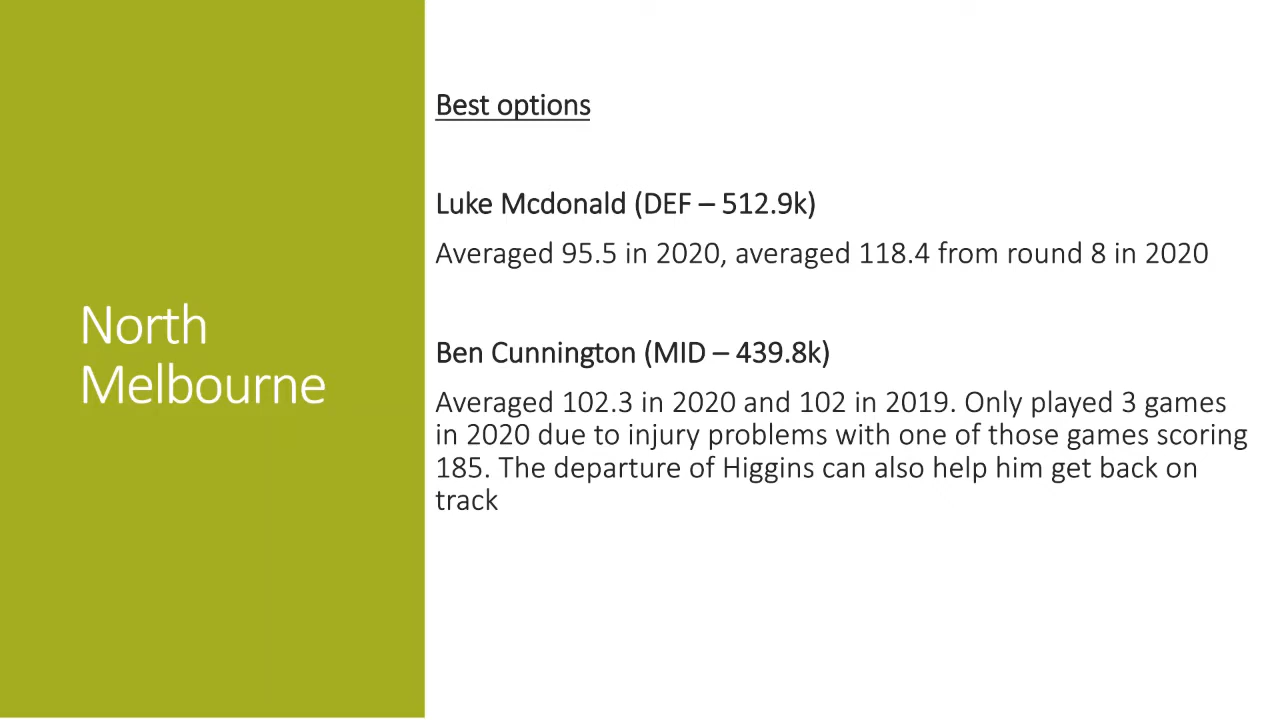 North
Melbourne
Best options
Luke Mcdonald (DEF – 512.9k)
Averaged 95.5 in 2020, averaged 118.4 from round 8 in 2020
Ben Cunnington (MID – 439.8k)
Averaged 102.3 in 2020 and 102 in 2019. Only played 3 games
in 2020 due to injury problems with one of those games scoring
185. The departure of Higgins can also help him get back on
track